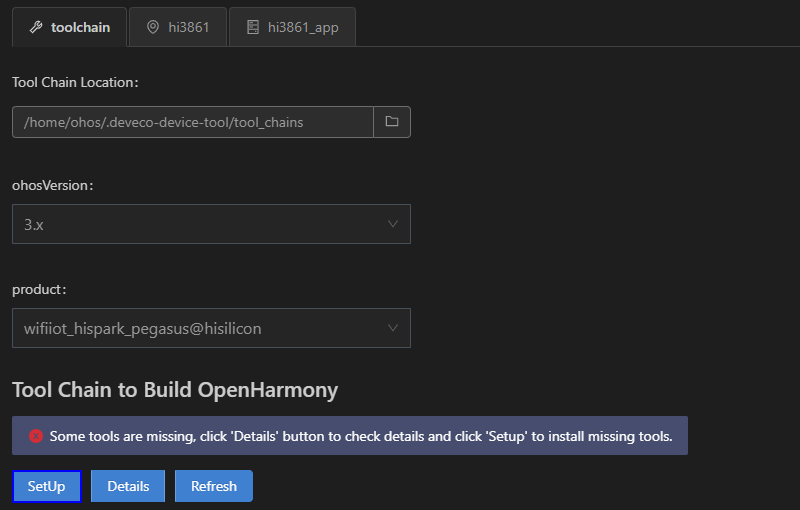 toolchain hi3861 hi3861_app
Tool Chain Location:
/home/ohos/.deveco-device-tool/tool_chains
ohosVersion:
3.x
product:
wifiiot_hispark_pegasus@hisilicon
Tool Chain to Build OpenHarmony
Some tools are missing, click 'Details' button to check details and click 'Setup' to install missing tools.
SetUp Details Refresh